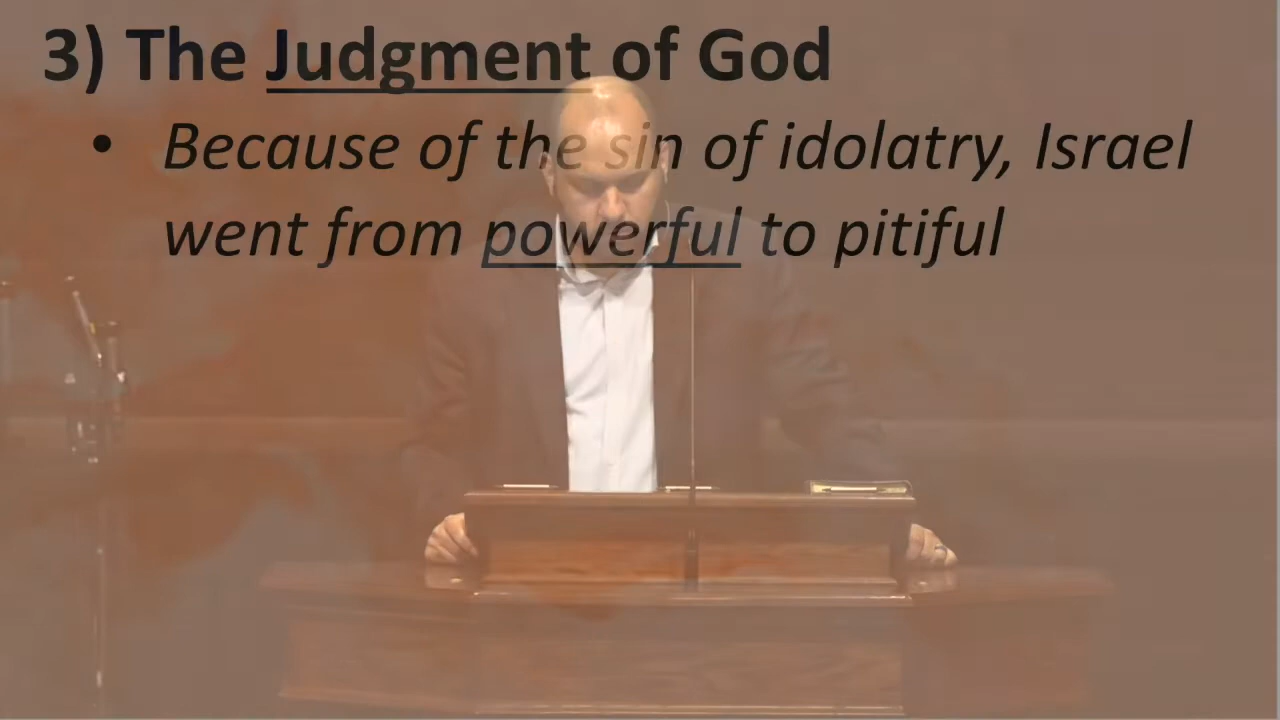 3) The Judgment of God
• Because of the sin of idolatry, Israel
went from powerful to pitiful